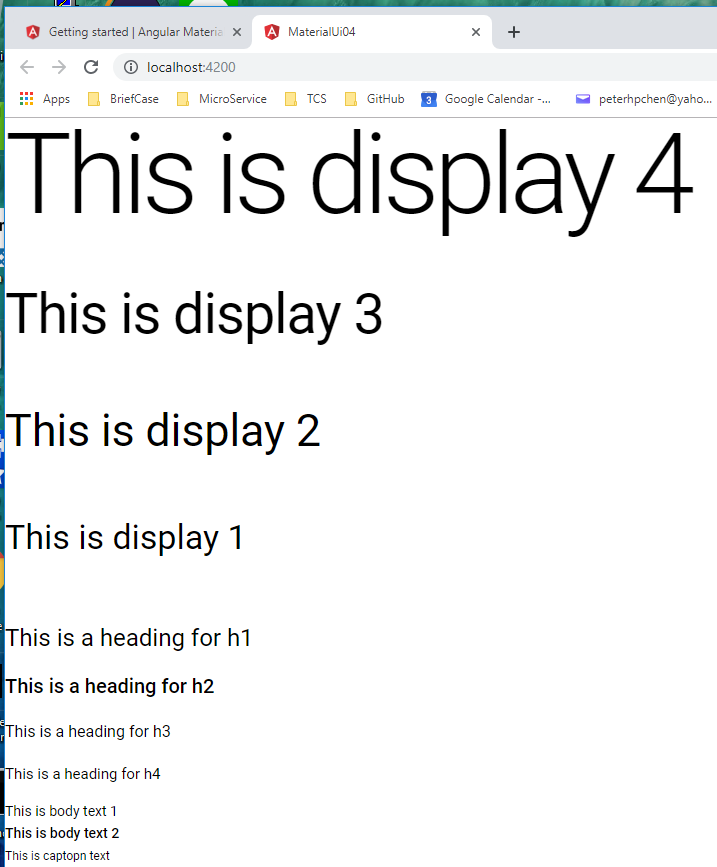 Getting started | Angular Materia
MaterialUi04
localhost:4200
Apps BriefCase MicroService TCS GitHub Google Calendar -... peterhpchen@yaho...
This is display 4
This is display 3
This is display 2
This is display 1
This is a heading for h1
This is a heading for h2
This is a heading for h3
This is a heading for h4
This is body text 1
This is body text 2
This is captopn text